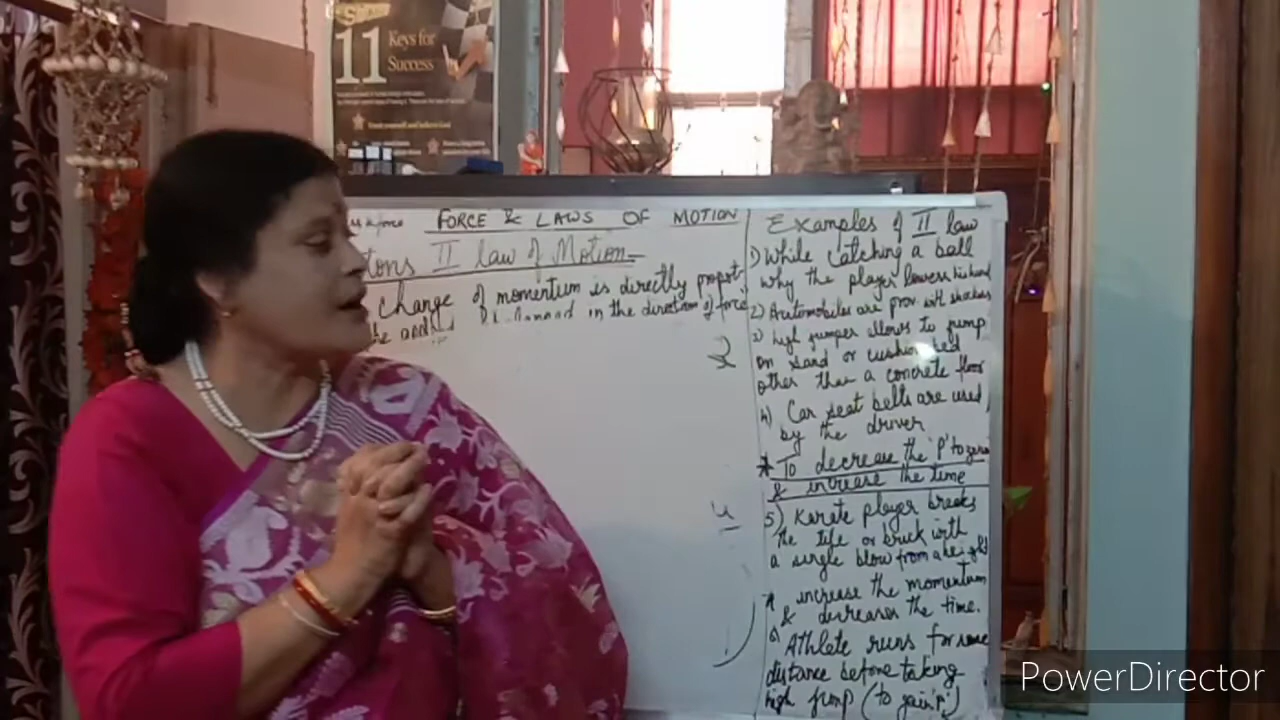 11 Keys for
Success
FORCE & LAWS OF MOTION
tons II law of Motion
change of momentum is directly proport
in the direction of force
Examples of II law
1) While catching a ball
why the player lowers his hand
2) Automobiles are prov. with shockers
3) high jumper allows to jump
on sand or cushion bed
other than a concrete floor
4) Car seat belts are used
by the driver
* To decrease the 'P' to zero
& increase the time
5) Karate player breaks
the tile or brick with
a single blow from a
* increase the momentum
& decreases the time.
6) Athlete runs for some
distance before taking
high jump (to gain 'P')
PowerDirector